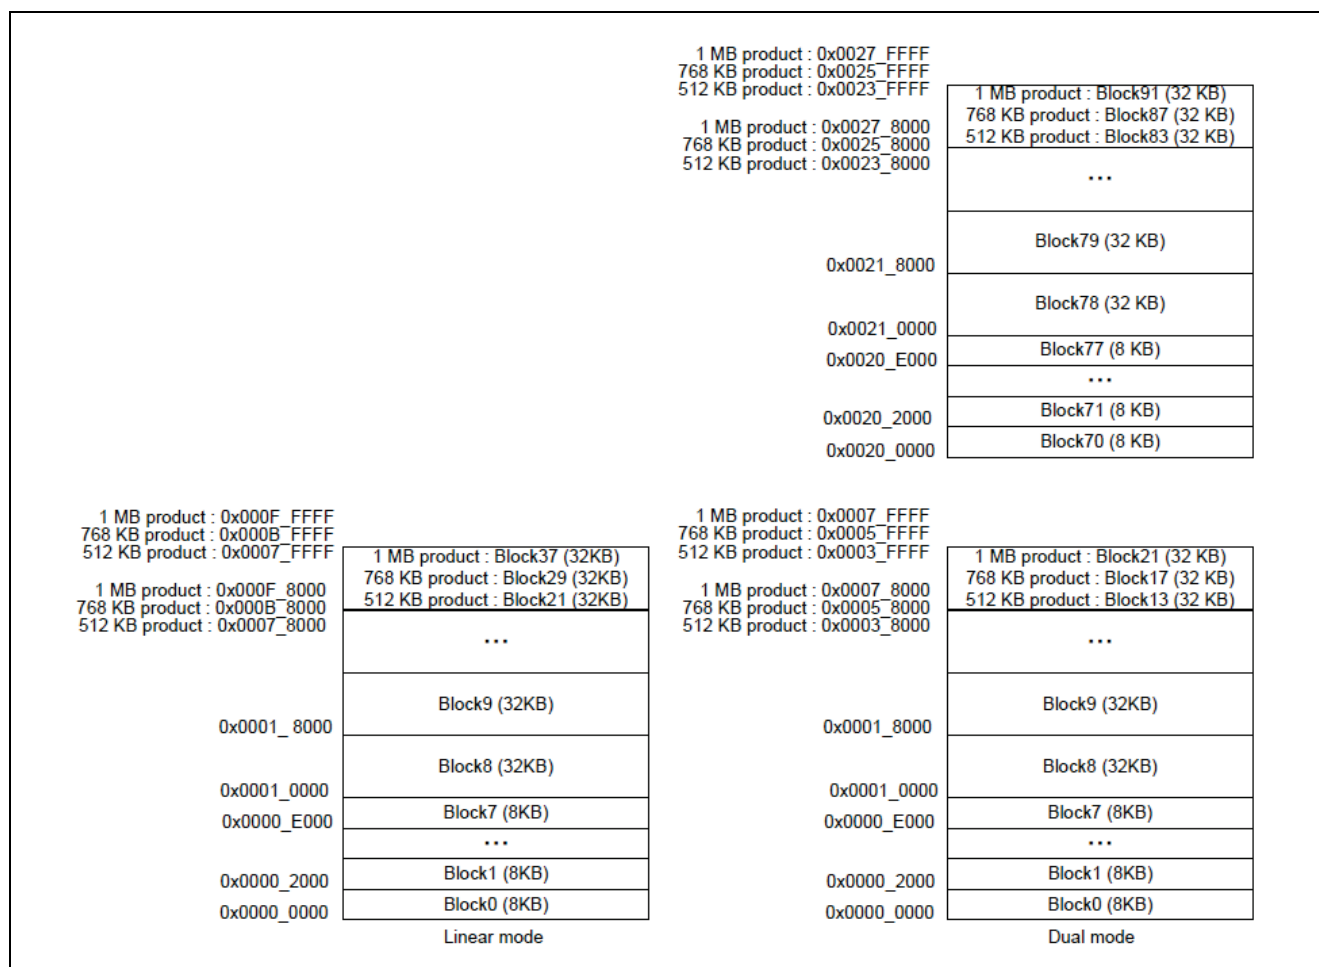 1 MB product : 0x0027_FFFF
768 KB product : 0x0025_FFFF
512 KB product : 0x0023_FFFF
1 MB product : Block91 (32 KB)
768 KB product : Block87 (32 KB)
512 KB product : Block83 (32 KB)
1 MB product : 0x0027_8000
768 KB product : 0x0025_8000
512 KB product : 0x0023_8000
...
Block79 (32 KB)
0x0021_8000
Block78 (32 KB)
0x0021_0000
Block77 (8 KB)
0x0020_E000
...
Block71 (8 KB)
0x0020_2000
Block70 (8 KB)
0x0020_0000
1 MB product : 0x000F_FFFF
768 KB product : 0x000B_FFFF
512 KB product : 0x0007_FFFF
1 MB product : Block37 (32KB)
768 KB product : Block29 (32KB)
512 KB product : Block21 (32KB)
1 MB product : 0x000F_8000
768 KB product : 0x000B_8000
512 KB product : 0x0007_8000
...
Block9 (32KB)
0x0001_ 8000
Block8 (32KB)
0x0001_0000
Block7 (8KB)
0x0000_E000
...
Block1 (8KB)
0x0000_2000
Block0 (8KB)
0x0000_0000
Linear mode
1 MB product : 0x0007_FFFF
768 KB product : 0x0005_FFFF
512 KB product : 0x0003_FFFF
1 MB product : Block21 (32 KB)
768 KB product : Block17 (32 KB)
512 KB product : Block13 (32 KB)
1 MB product : 0x0007_8000
768 KB product : 0x0005_8000
512 KB product : 0x0003_8000
...
Block9 (32KB)
0x0001_8000
Block8 (32KB)
0x0001_0000
Block7 (8KB)
0x0000_E000
...
Block1 (8KB)
0x0000_2000
Block0 (8KB)
0x0000_0000
Dual mode